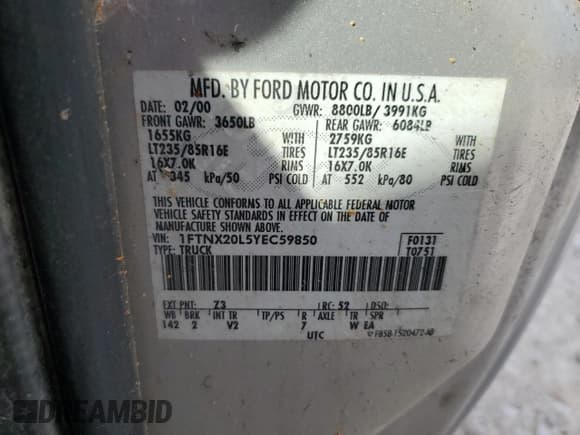 MFD. BY FORD MOTOR CO. IN U.S.A.
DATE: 02/00 GVWR: 8800LB/ 3991KG
FRONT GAWR: 3650LB REAR GAWR: 6084LB
1655KG WITH 2759KG WITH
LT235/85R16E TIRES LT235/85R16E TIRES
16X7.0K RIMS 16X7.0K RIMS
AT 345 kPa/50 PSI COLD AT 552 kPa/80 PSI COLD
THIS VEHICLE CONFORMS TO ALL APPLICABLE FEDERAL MOTOR
VEHICLE SAFETY STANDARDS IN EFFECT ON THE DATE OF
MANUFACTURE SHOWN ABOVE.
VIN: 1FTNX20L5YEC59850 F0131
TYPE: TRUCK T0751
EXT PNT: Z3 RC: 52 DSO:
WB BRK INT TR TP/PS R AXLE TR SPR
142 2 V2 7 W EA
UTC F85B-1520472-AB
DREAMBID